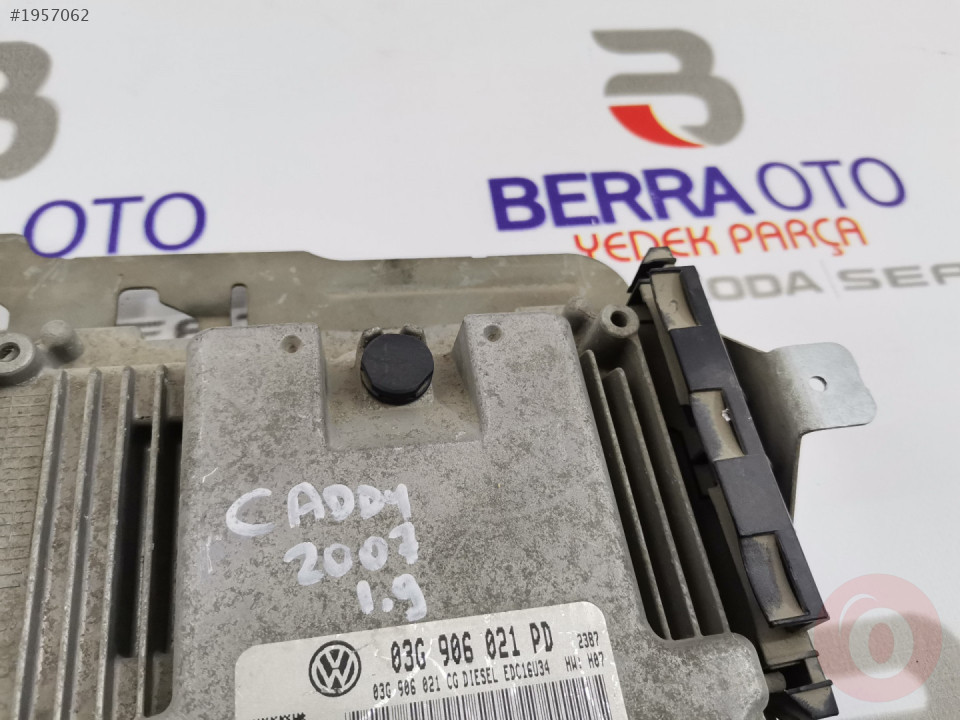 #1957062
OTO
BERRA OTO
YEDEK PARÇA
ODA SEA
CADDY
2007
1.9
03G 906 021 PD 2387
03G 906 021 CG DIESEL EDC16U34 HW: H07